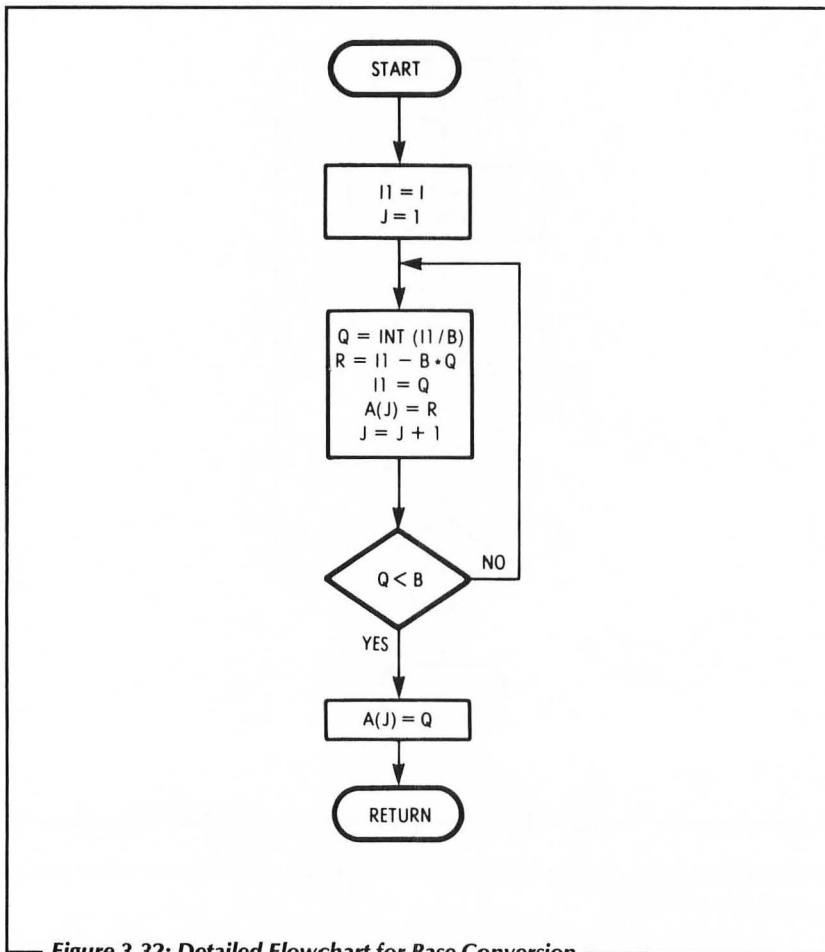 START
I1 = I
J = 1
Q = INT (I1/B)
R = I1 − B * Q
I1 = Q
A(J) = R
J = J + 1
Q < B
NO
YES
A(J) = Q
RETURN
Figure 3.32: Detailed Flowchart for Base Conversion